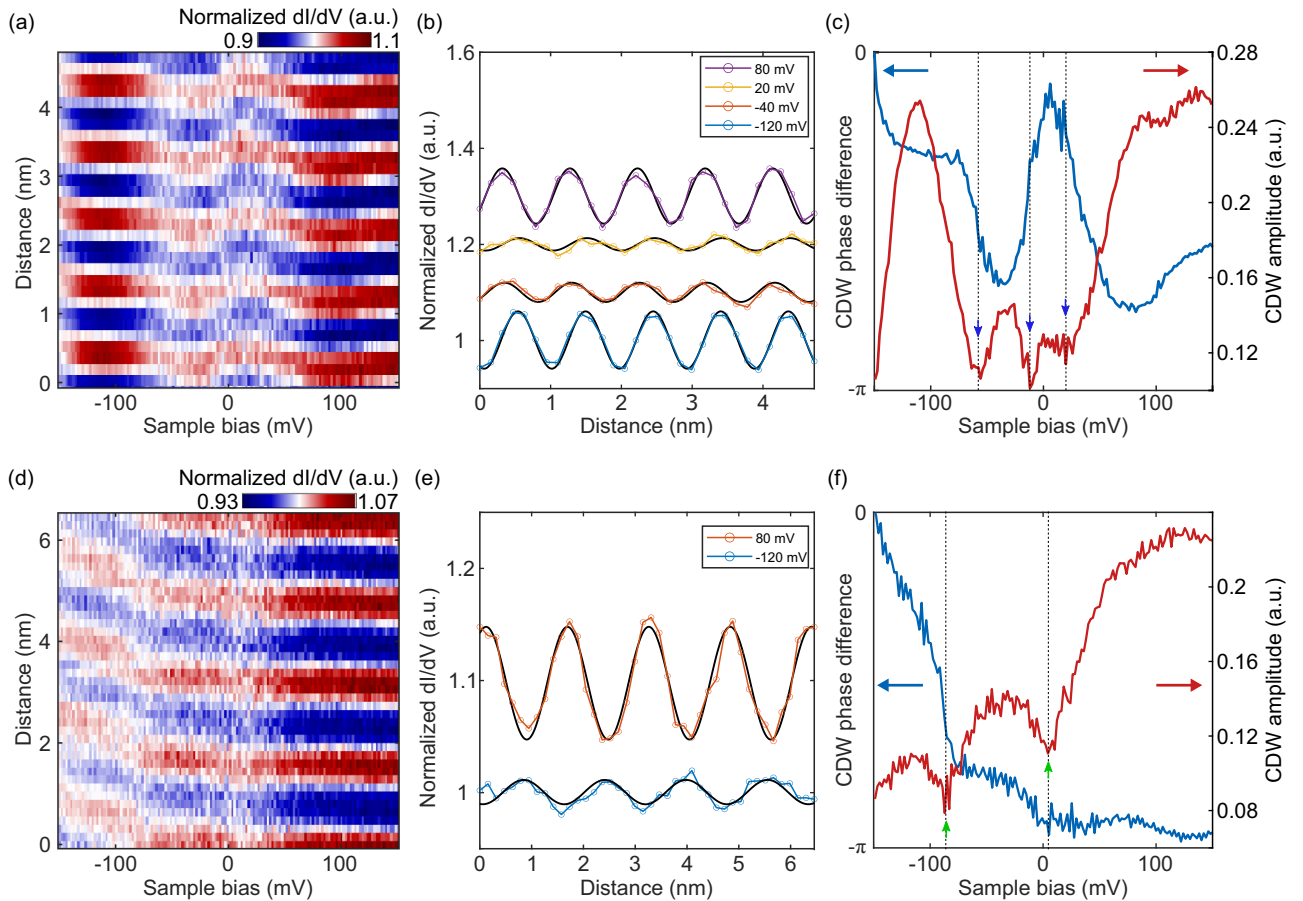 (a)
Normalized dI/dV (a.u.)
0.9
1.1
Distance (nm)
4
3
2
1
0
-100
0
100
Sample bias (mV)
(b)
Normalized dI/dV (a.u.)
1.6
1.4
1.2
1
80 mV
20 mV
-40 mV
-120 mV
0
1
2
3
4
Distance (nm)
(c)
CDW phase difference
0
-π
0.28
0.24
0.2
0.16
0.12
CDW amplitude (a.u.)
-100
0
100
Sample bias (mV)
(d)
Normalized dI/dV (a.u.)
0.93
1.07
Distance (nm)
6
4
2
0
-100
0
100
Sample bias (mV)
(e)
Normalized dI/dV (a.u.)
1.2
1.1
1
80 mV
-120 mV
0
1
2
3
4
5
6
Distance (nm)
(f)
CDW phase difference
0
-π
0.2
0.16
0.12
0.08
CDW amplitude (a.u.)
-100
0
100
Sample bias (mV)